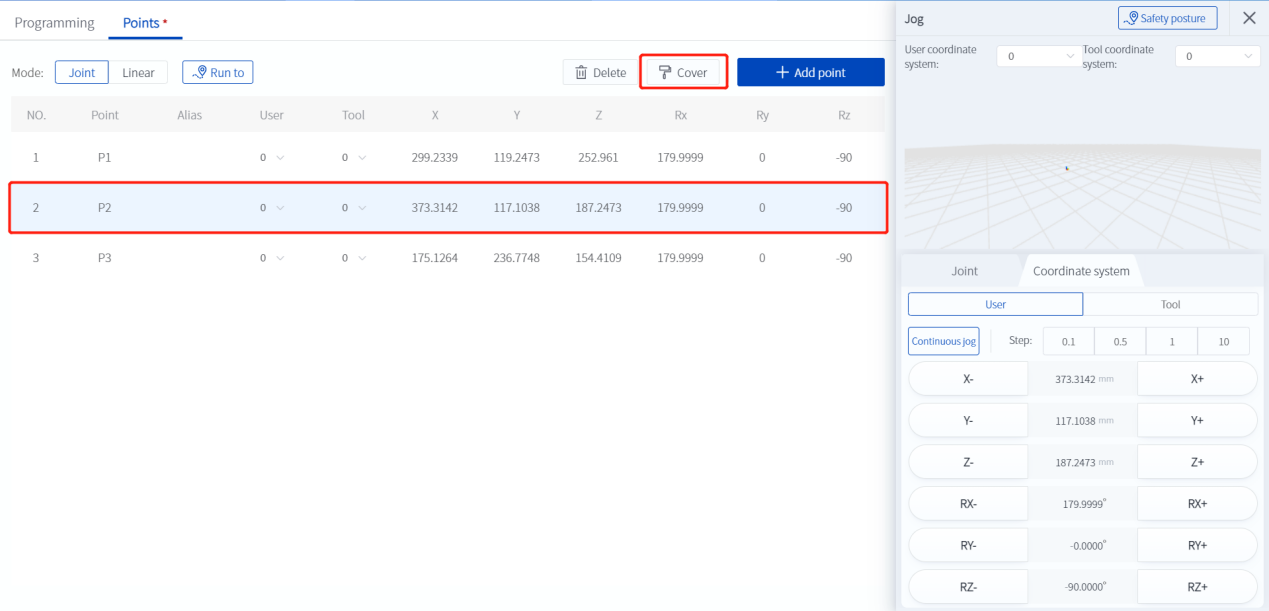 Programming Points •
Mode: Joint Linear Run to Delete Cover + Add point
NO. Point Alias User Tool X Y Z Rx Ry Rz
1 P1 0 0 299.2339 119.2473 252.961 179.9999 0 -90
2 P2 0 0 373.3142 117.1038 187.2473 179.9999 0 -90
3 P3 0 0 175.1264 236.7748 154.4109 179.9999 0 -90
Jog Safety posture
User coordinate system: 0 Tool coordinate system: 0
Joint Coordinate system
User Tool
Continuous jog Step: 0.1 0.5 1 10
X- 373.3142 mm X+
Y- 117.1038 mm Y+
Z- 187.2473 mm Z+
RX- 179.9999° RX+
RY- -0.0000° RY+
RZ- -90.0000° RZ+